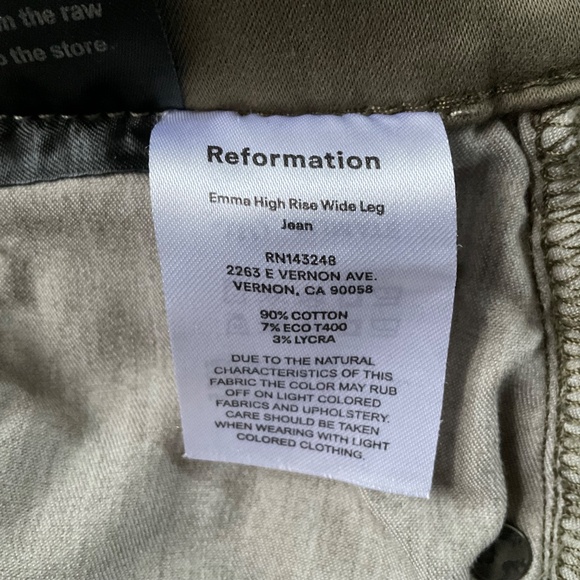 m the raw
the store.
Reformation
Emma High Rise Wide Leg
Jean
RN143248
2263 E VERNON AVE.
VERNON, CA 90058
90% COTTON
7% ECO T400
3% LYCRA
DUE TO THE NATURAL
CHARACTERISTICS OF THIS
FABRIC THE COLOR MAY RUB
OFF ON LIGHT COLORED
FABRICS AND UPHOLSTERY.
CARE SHOULD BE TAKEN
WHEN WEARING WITH LIGHT
COLORED CLOTHING.